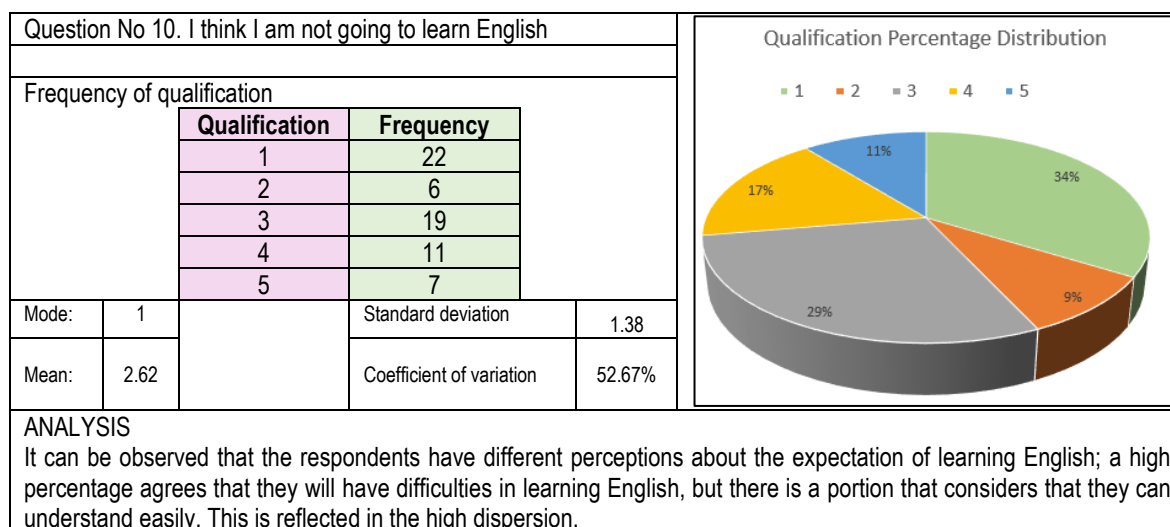 Question No 10. I think I am not going to learn English
Frequency of qualification
Qualification Frequency
1 22
2 6
3 19
4 11
5 7
Mode: 1 Standard deviation 1.38
Mean: 2.62 Coefficient of variation 52.67%
Qualification Percentage Distribution
1 2 3 4 5
11%
34%
17%
9%
29%
ANALYSIS
It can be observed that the respondents have different perceptions about the expectation of learning English; a high
percentage agrees that they will have difficulties in learning English, but there is a portion that considers that they can
understand easily. This is reflected in the high dispersion.